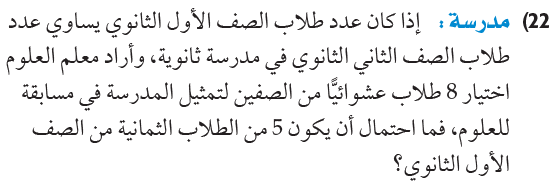 22) مدرسة : إذا كان عدد طلاب الصف الأول الثانوي يساوي عدد
طلاب الصف الثاني الثانوي في مدرسة ثانوية، وأراد معلم العلوم
اختيار 8 طلاب عشوائيًّا من الصفين لتمثيل المدرسة في مسابقة
للعلوم، فما احتمال أن يكون 5 من الطلاب الثمانية من الصف
الأول الثانوي؟